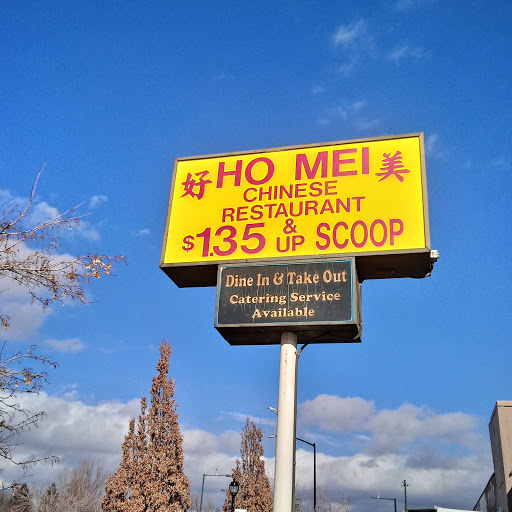 好 HO MEI 美
CHINESE
RESTAURANT
$1.35 & UP SCOOP
Dine In & Take Out
Catering Service
Available